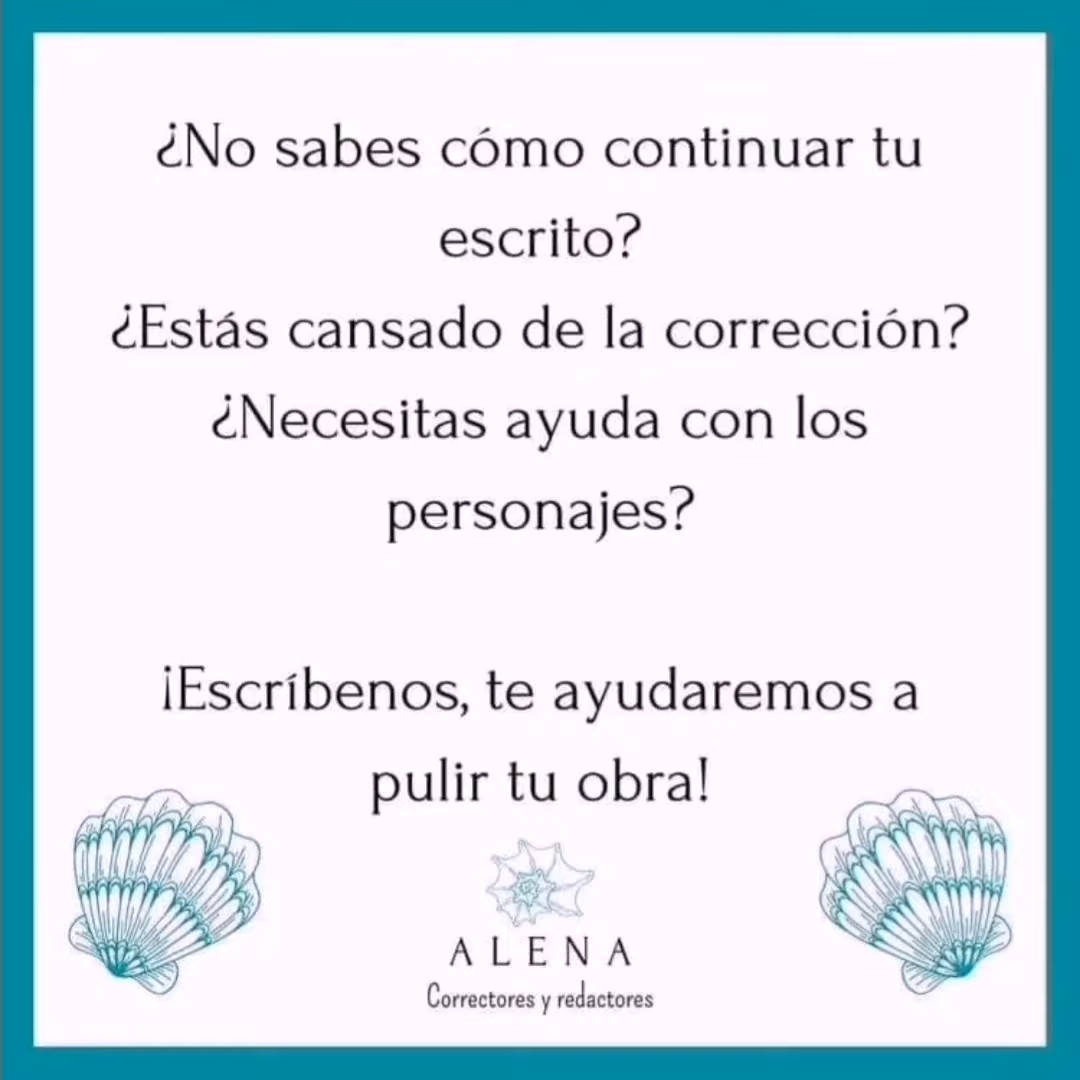 ¿No sabes cómo continuar tu
escrito?
¿Estás cansado de la corrección?
¿Necesitas ayuda con los
personajes?
¡Escríbenos, te ayudaremos a
pulir tu obra!
ALENA
Correctores y redactores